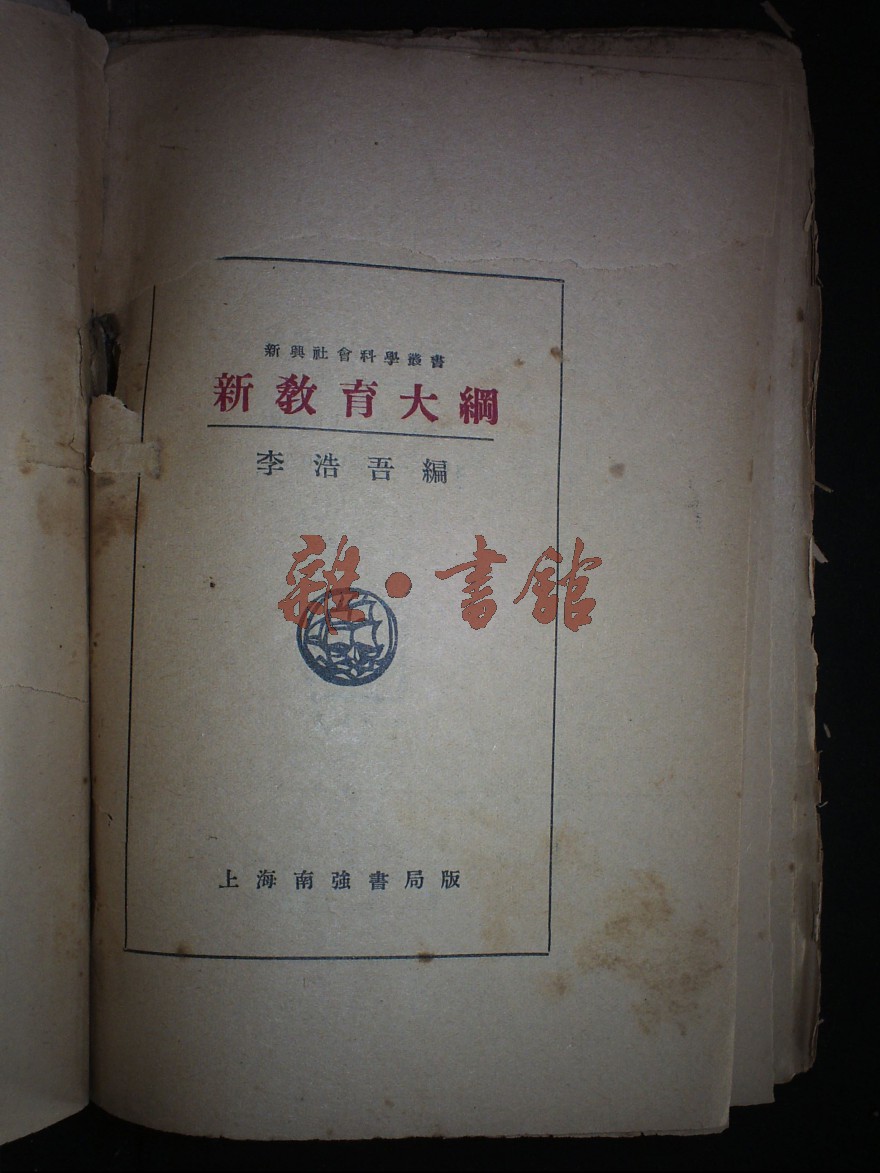 新興社會科學叢書
新教育大綱
李浩吾編
雜·書館
上海南強書局版